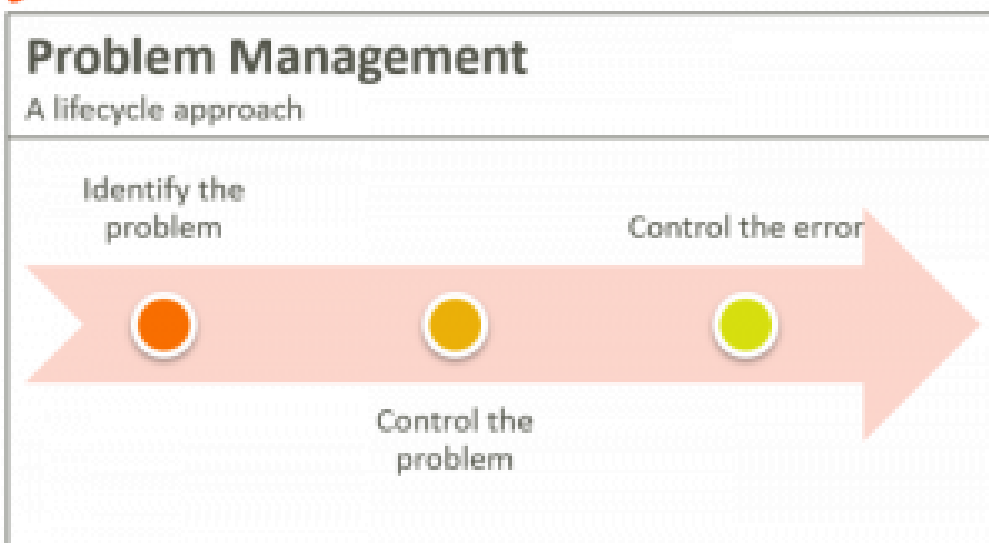 Problem Management
A lifecycle approach
Identify the
problem
Control the
problem
Control the error